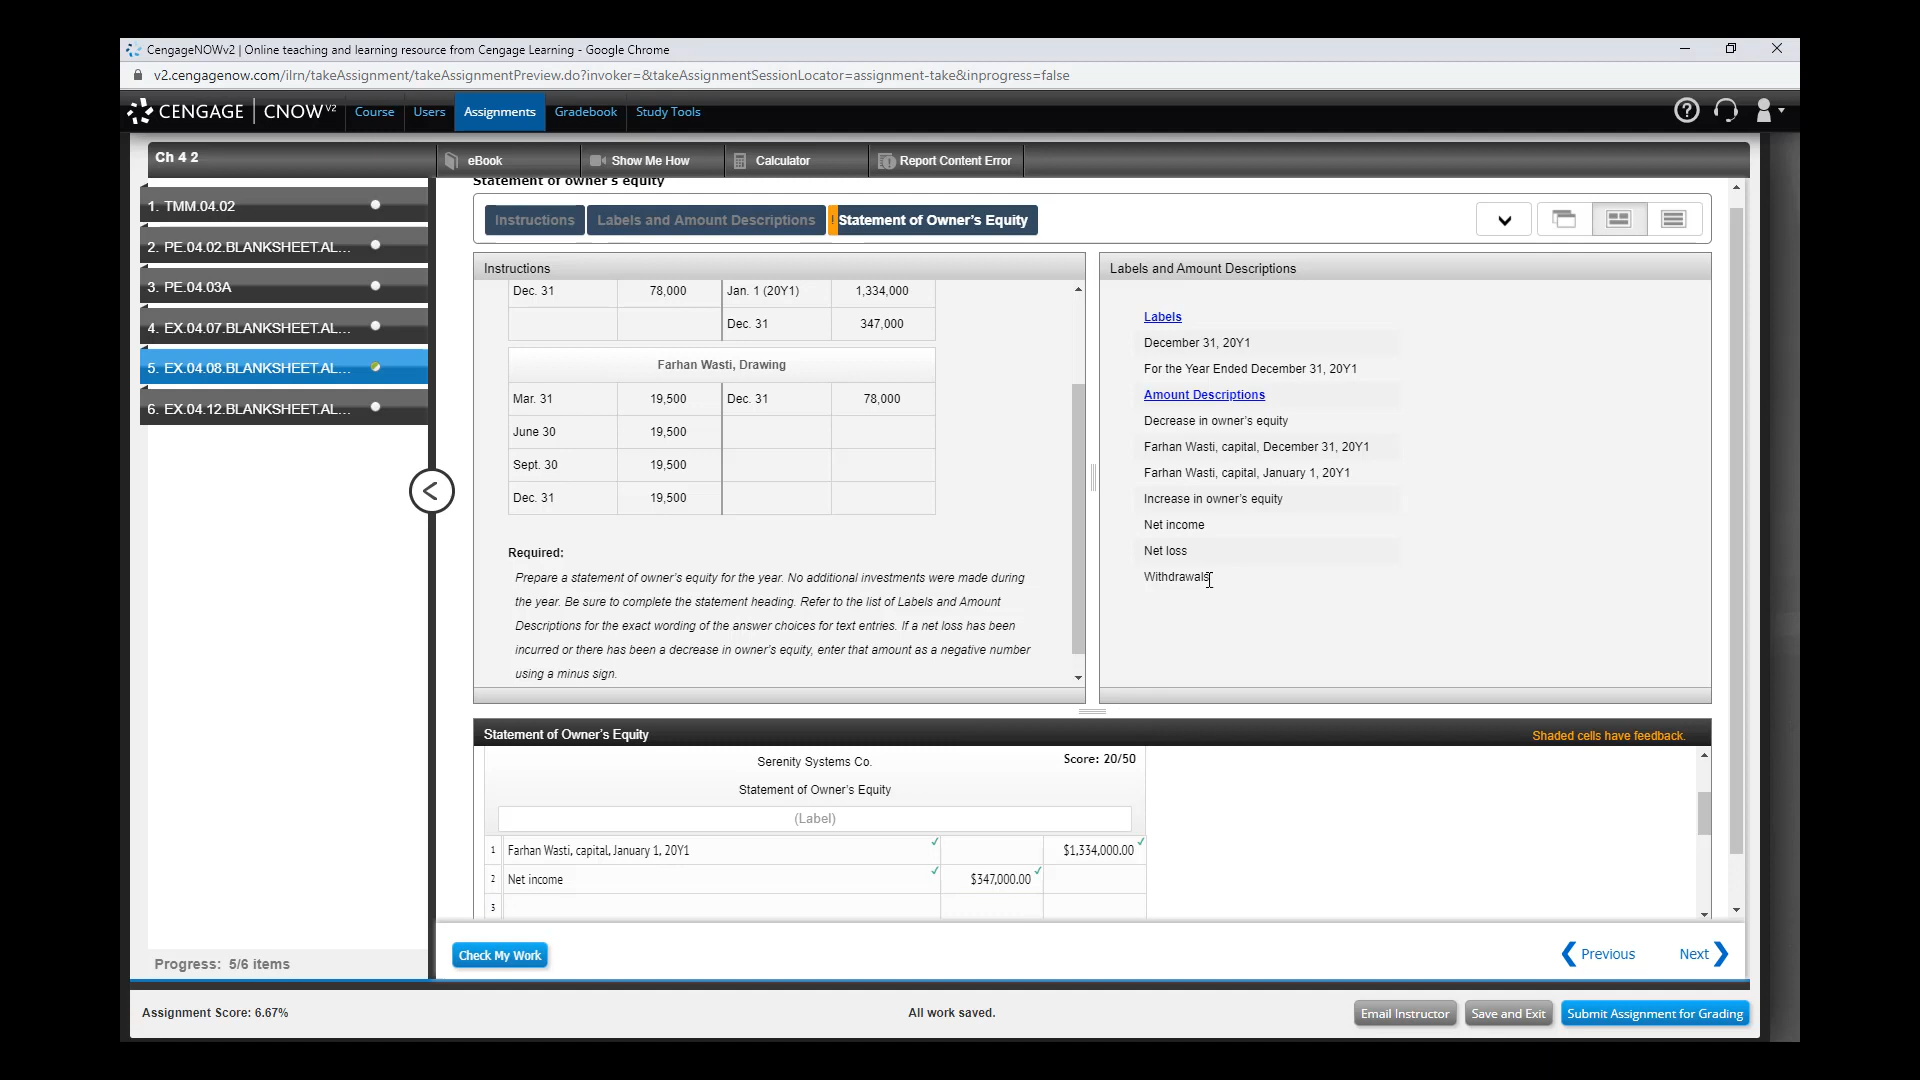 CengageNOWv2 | Online teaching and learning resource from Cengage Learning - Google Chrome
v2.cengagenow.com/ilrn/takeAssignment/takeAssignmentPreview.do?invoker=&takeAssignmentSessionLocator=assignment-take&inprogress=false
CENGAGE | CNOWV2 Course Users Assignments Gradebook Study Tools
Ch 4 2 eBook Show Me How Calculator Report Content Error
1. TMM.04.02
2. PE.04.02.BLANKSHEET.AL...
3. PE.04.03A
4. EX.04.07.BLANKSHEET.AL...
5. EX.04.08.BLANKSHEET.AL...
6. EX.04.12.BLANKSHEET.AL...
Progress: 5/6 items
Statement of owner's equity
Instructions Labels and Amount Descriptions ! Statement of Owner's Equity
Instructions
Dec. 31 78,000 Jan. 1 (20Y1) 1,334,000
Dec. 31 347,000
Farhan Wasti, Drawing
Mar. 31 19,500 Dec. 31 78,000
June 30 19,500
Sept. 30 19,500
Dec. 31 19,500
Required:
Prepare a statement of owner's equity for the year. No additional investments were made during
the year. Be sure to complete the statement heading. Refer to the list of Labels and Amount
Descriptions for the exact wording of the answer choices for text entries. If a net loss has been
incurred or there has been a decrease in owner's equity, enter that amount as a negative number
using a minus sign.
Labels and Amount Descriptions
Labels
December 31, 20Y1
For the Year Ended December 31, 20Y1
Amount Descriptions
Decrease in owner's equity
Farhan Wasti, capital, December 31, 20Y1
Farhan Wasti, capital, January 1, 20Y1
Increase in owner's equity
Net income
Net loss
Withdrawals
Statement of Owner's Equity Shaded cells have feedback.
Serenity Systems Co. Score: 20/50
Statement of Owner's Equity
(Label)
1 Farhan Wasti, capital, January 1, 20Y1 $1,334,000.00
2 Net income $347,000.00
3
Check My Work Previous Next
Assignment Score: 6.67% All work saved. Email Instructor Save and Exit Submit Assignment for Grading